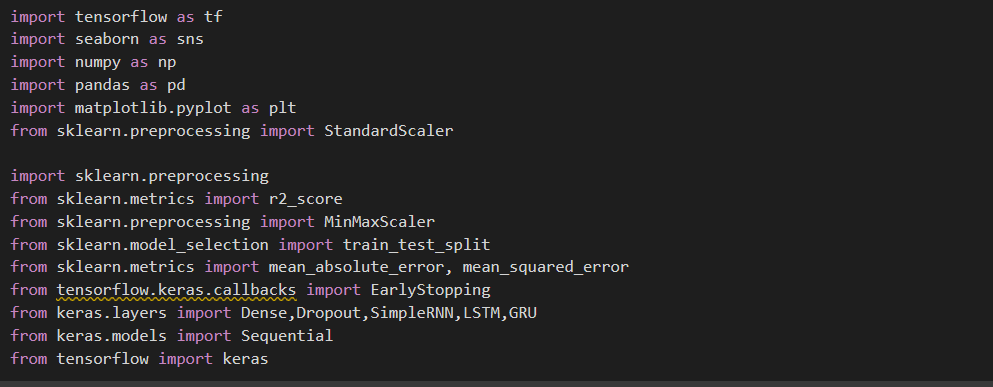 import tensorflow as tf
import seaborn as sns
import numpy as np
import pandas as pd
import matplotlib.pyplot as plt
from sklearn.preprocessing import StandardScaler
import sklearn.preprocessing
from sklearn.metrics import r2_score
from sklearn.preprocessing import MinMaxScaler
from sklearn.model_selection import train_test_split
from sklearn.metrics import mean_absolute_error, mean_squared_error
from tensorflow.keras.callbacks import EarlyStopping
from keras.layers import Dense,Dropout,SimpleRNN,LSTM,GRU
from keras.models import Sequential
from tensorflow import keras